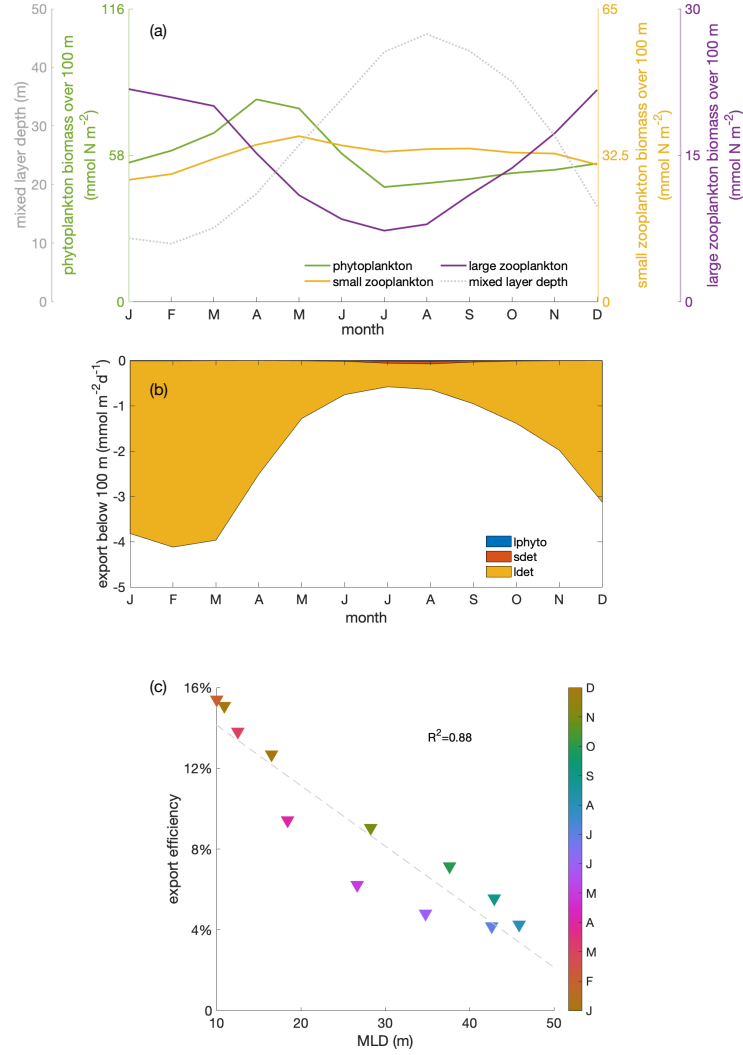 (a)
mixed layer depth (m)
50
40
30
20
10
0
phytoplankton biomass over 100 m
(mmol N m⁻²)
116
58
0
small zooplankton biomass over 100 m
(mmol N m⁻²)
65
32.5
0
large zooplankton biomass over 100 m
(mmol N m⁻²)
30
15
0
phytoplankton
large zooplankton
small zooplankton
mixed layer depth
J F M A M J J A S O N D
month
(b)
export below 100 m (mmol m⁻²d⁻¹)
0
-1
-2
-3
-4
-5
lphyto
sdet
ldet
J F M A M J J A S O N D
month
(c)
export efficiency
16%
12%
8%
4%
0
R²=0.88
10 20 30 40 50
MLD (m)
D
N
O
S
A
J
J
M
A
M
F
J